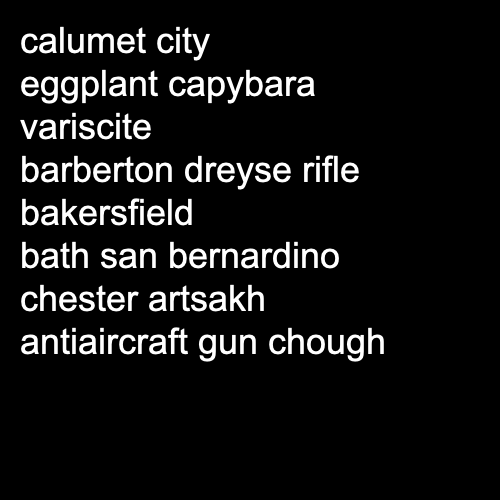 calumet city
eggplant capybara
variscite
barberton dreyse rifle
bakersfield
bath san bernardino
chester artsakh
antiaircraft gun chough